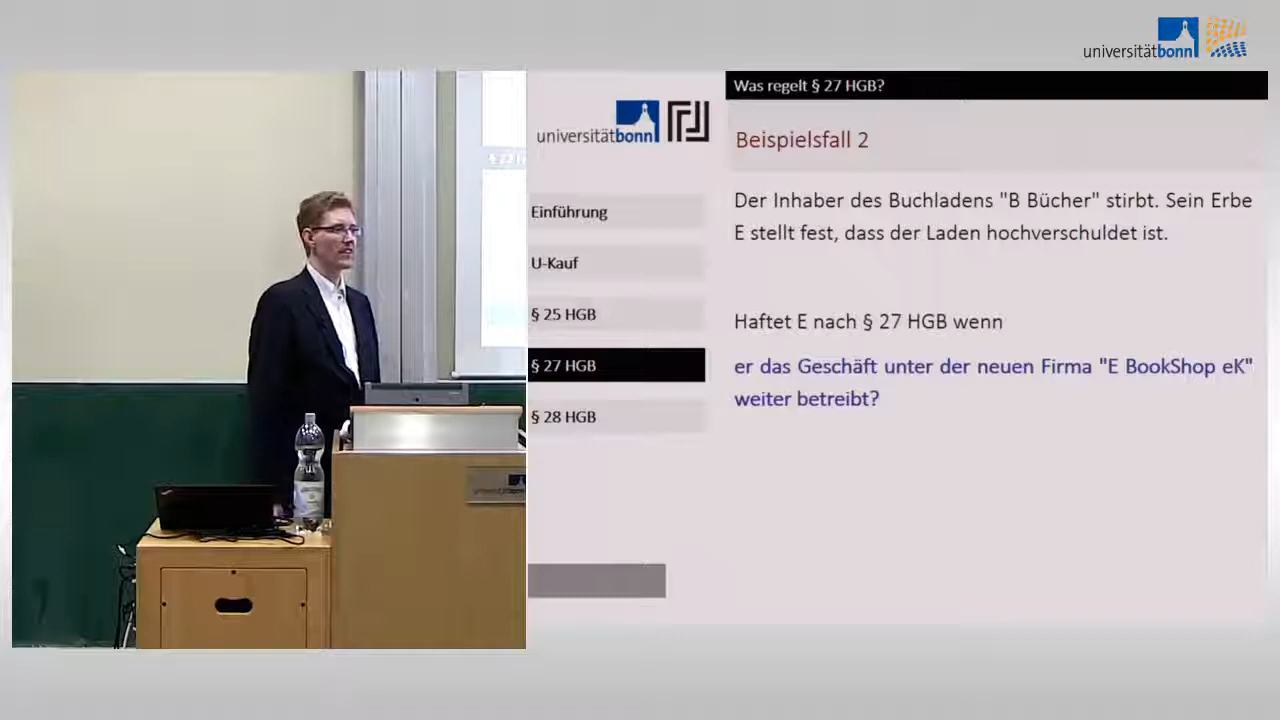 universitätbonn
Was regelt § 27 HGB?
universitätbonn
Beispielsfall 2
Der Inhaber des Buchladens "B Bücher" stirbt. Sein Erbe
E stellt fest, dass der Laden hochverschuldet ist.
Einführung
U-Kauf
§ 25 HGB
§ 27 HGB
§ 28 HGB
Haftet E nach § 27 HGB wenn
er das Geschäft unter der neuen Firma "E BookShop eK"
weiter betreibt?
universitätbonn